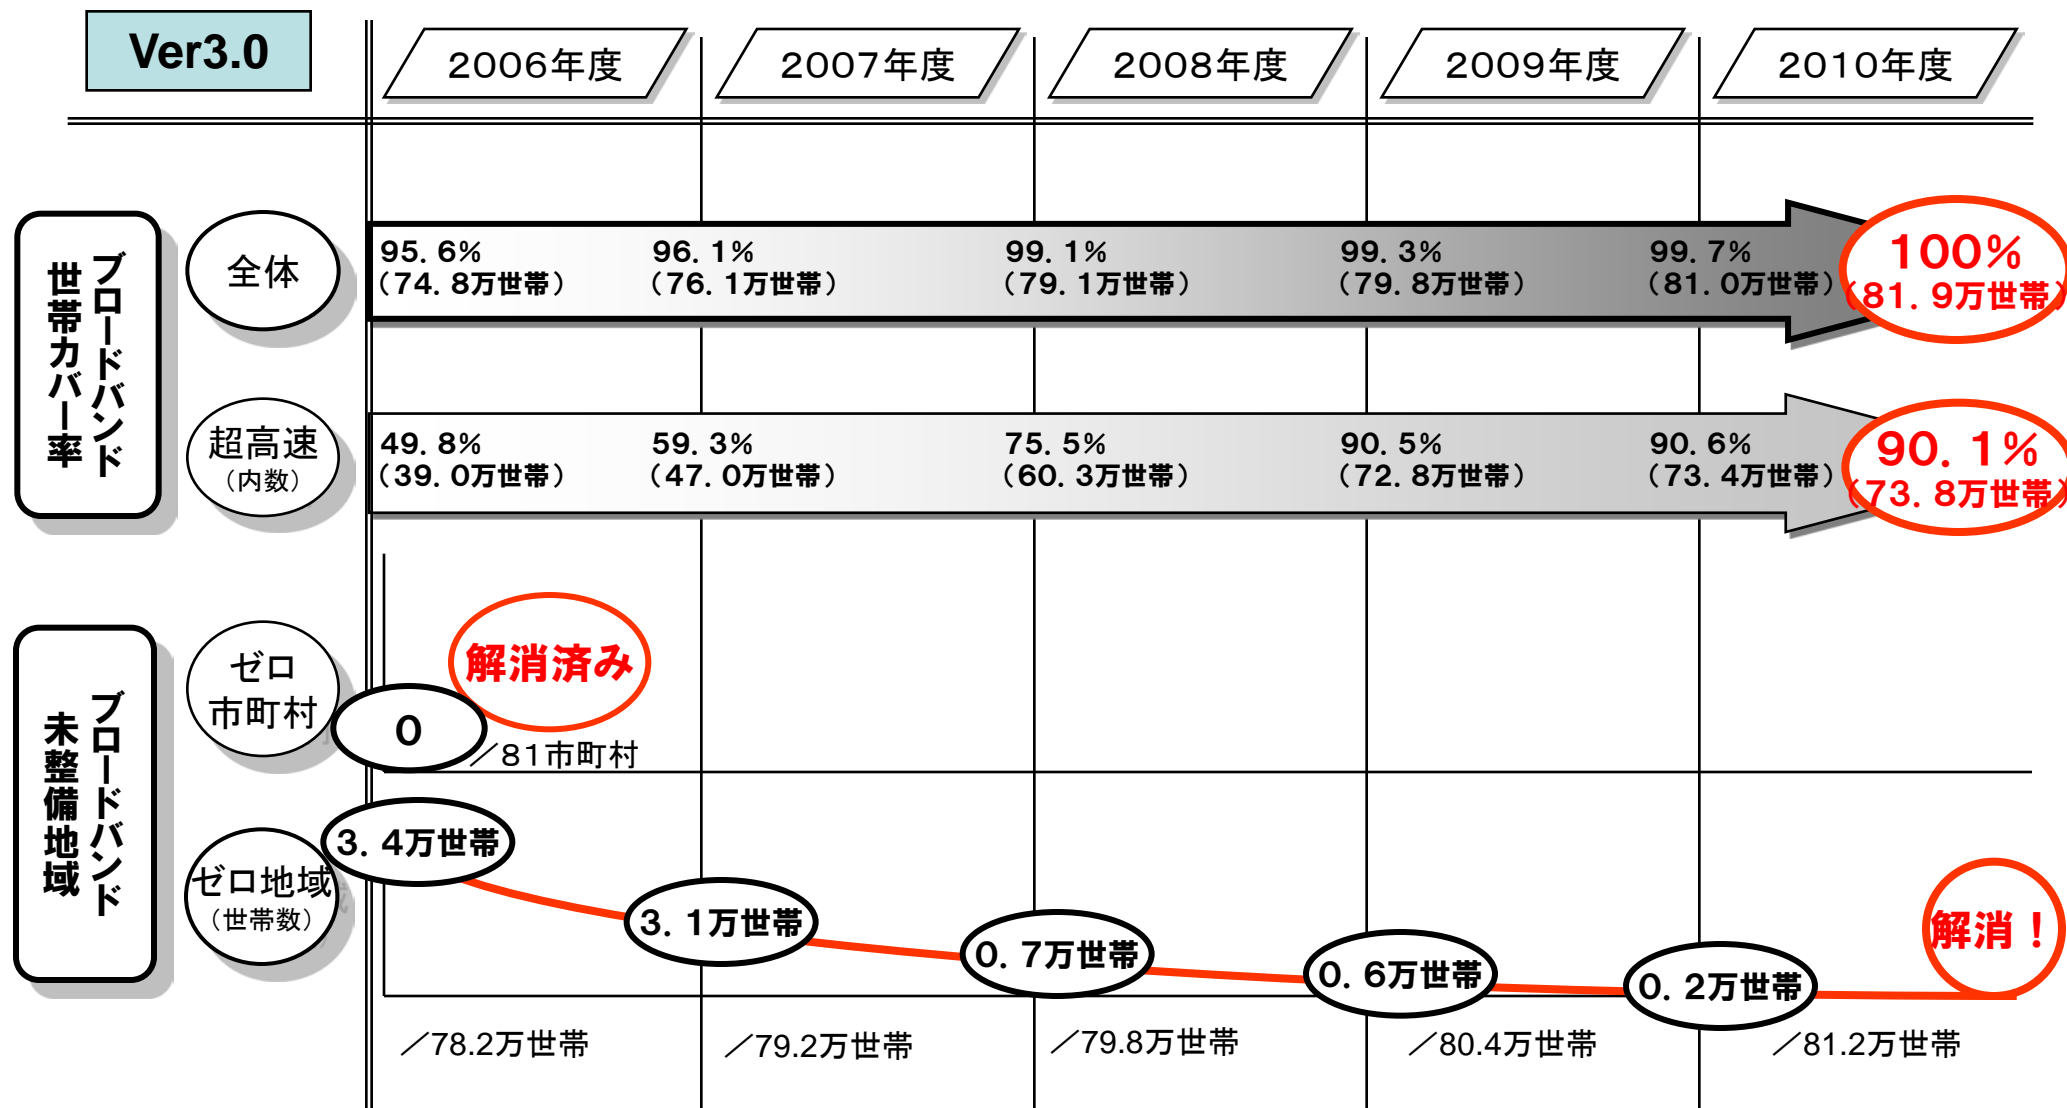 Ver3.0
2006年度
2007年度
2008年度
2009年度
2010年度
ブロードバンド
世帯カバー率
全体
95．6%
（74．8万世帯）
96．1%
（76．1万世帯）
99．1%
（79．1万世帯）
99．3%
（79．8万世帯）
99．7%
（81．0万世帯）
100%
（81．9万世帯）
超高速
（内数）
49．8%
（39．0万世帯）
59．3%
（47．0万世帯）
75．5%
（60．3万世帯）
90．5%
（72．8万世帯）
90．6%
（73．4万世帯）
90．1%
（73．8万世帯）
ブロードバンド
未整備地域
ゼロ
市町村
0
解消済み
／81市町村
ゼロ地域
（世帯数）
3．4万世帯
3．1万世帯
0．7万世帯
0．6万世帯
0．2万世帯
解消！
／78.2万世帯
／79.2万世帯
／79.8万世帯
／80.4万世帯
／81.2万世帯